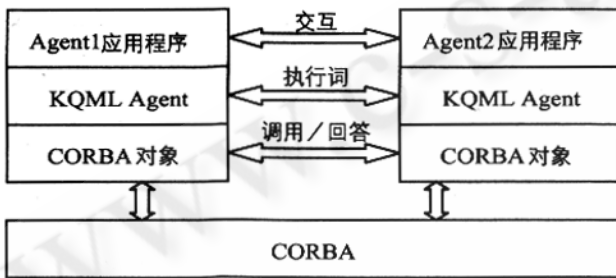 Agent1应用程序
交互
Agent2应用程序
KQML Agent
执行词
KQML Agent
CORBA对象
调用／回答
CORBA对象
CORBA